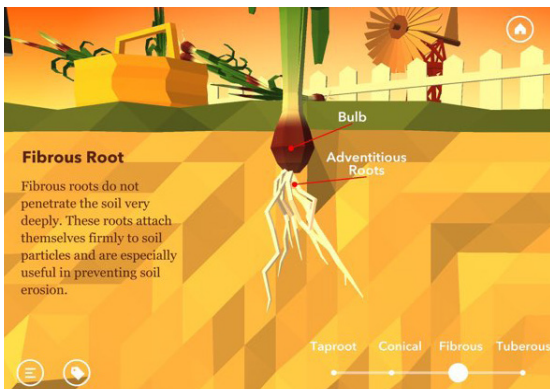 Bulb
Adventitious
Roots
Fibrous Root
Fibrous roots do not
penetrate the soil very
deeply. These roots attach
themselves firmly to soil
particles and are especially
useful in preventing soil
erosion.
Taproot Conical Fibrous Tuberous